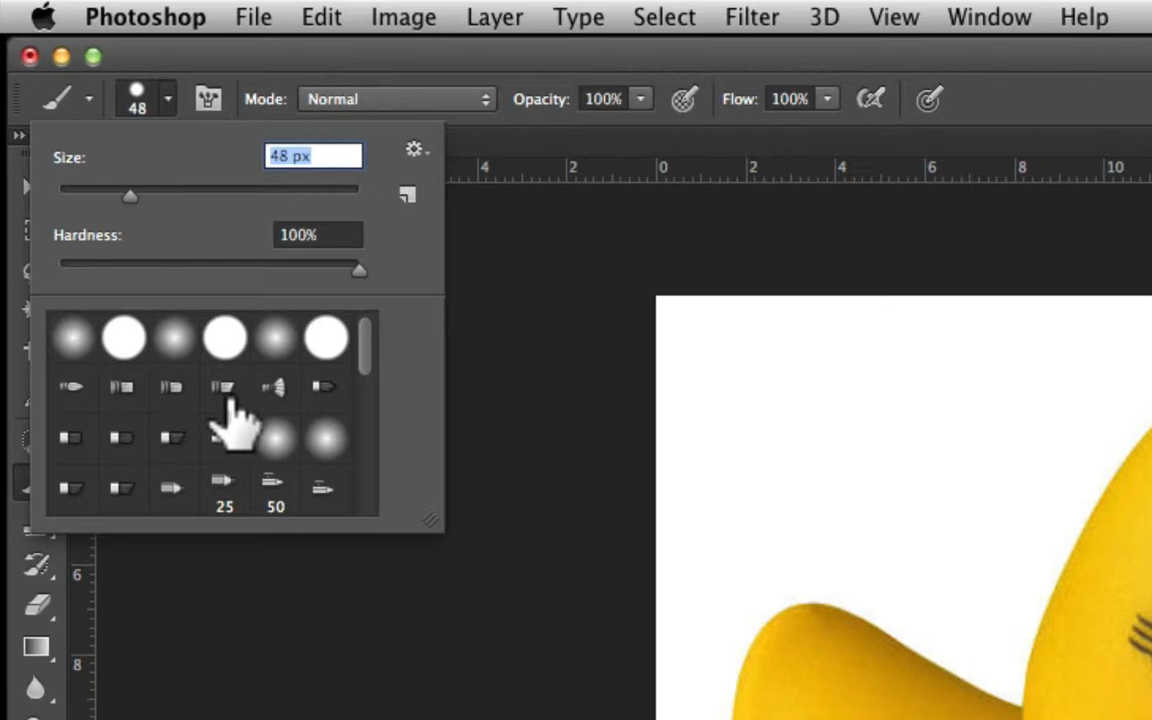 Photoshop File Edit Image Layer Type Select Filter 3D View Window Help
48 Mode: Normal Opacity: 100% Flow: 100%
Size: 48 px
4 0 2 4 6 8 10
Hardness: 100%
25 50
6
8